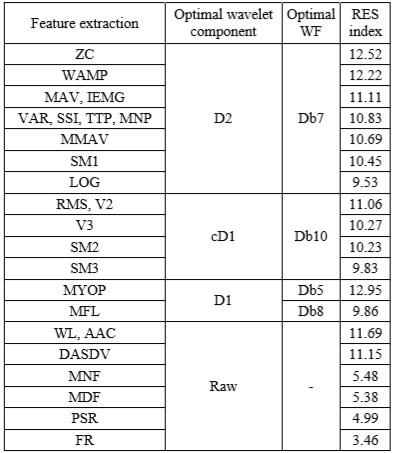 Feature extraction Optimal wavelet component Optimal WF RES index
ZC D2 Db7 12.52
WAMP 12.22
MAV, IEMG 11.11
VAR, SSI, TTP, MNP 10.83
MMAV 10.69
SM1 10.45
LOG 9.53
RMS, V2 cD1 Db10 11.06
V3 10.27
SM2 10.23
SM3 9.83
MYOP D1 Db5 12.95
MFL Db8 9.86
WL, AAC Raw - 11.69
DASDV 11.15
MNF 5.48
MDF 5.38
PSR 4.99
FR 3.46